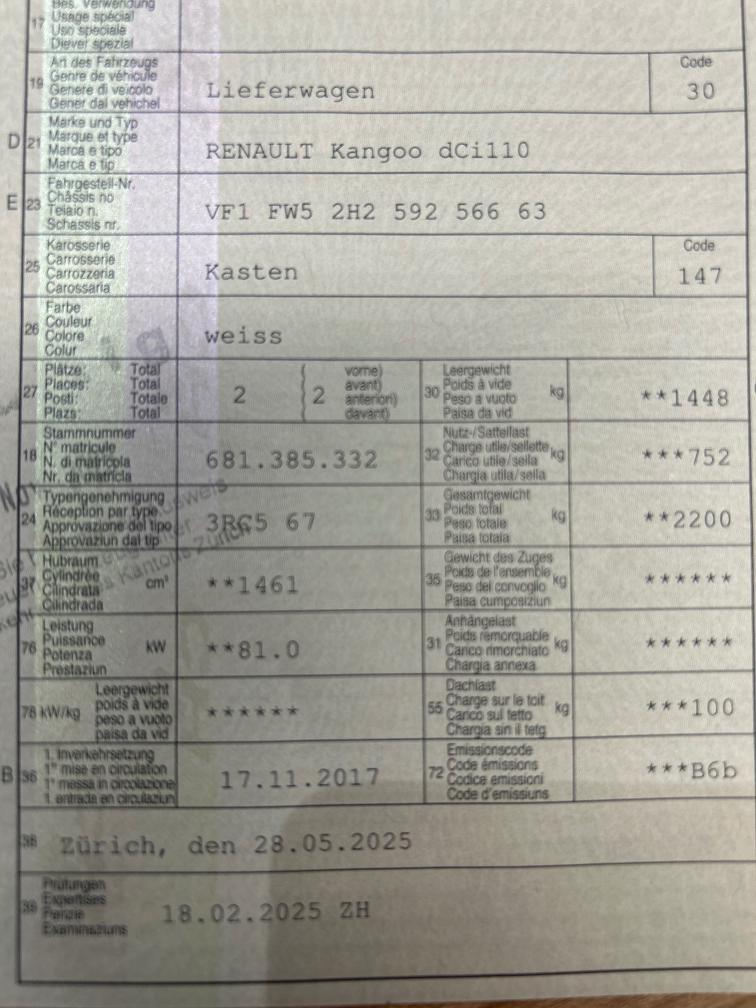 Bes. Verwendung
17 Usage spécial
Uso speciale
Diever spezial
Art des Fahrzeugs
19 Genre de véhicule
Genere di veicolo
Gener dal vehichel
Lieferwagen
Code
30
D 21 Marke und Typ
Marque et type
Marca e tipo
Marca e tip
RENAULT Kangoo dCi110
E 23 Fahrgestell-Nr.
Châssis no
Telaio n.
Schassis nr.
VF1 FW5 2H2 592 566 63
25 Karosserie
Carrosserie
Carrozzeria
Carossaria
Kasten
Code
147
26 Farbe
Couleur
Colore
Colur
weiss
27 Plätze: Total
Places: Total
Posti: Totale
Plazs: Total
2
( 2 vorne)
avant)
anteriori)
( davant)
30 Leergewicht
Poids à vide kg
Peso a vuoto
Paisa da vid
**1448
18 Stammnummer
N° matricule
N. di matricola
Nr. da matricla
681.385.332
32 Nutz-/Sattellast
Charge utile/sellette kg
Carico utile/sella
Chargia utila/sella
***752
24 Typengenehmigung
Réception par type
Approvazione del tipo
Approvaziun dal tip
3RC5 67
33 Gesamtgewicht
Poids total kg
Peso totale
Paisa totala
**2200
37 Hubraum
Cylindrée cm³
Cilindrata
Cilindrada
**1461
35 Gewicht des Zuges
Poids de l'ensemble kg
Peso del convoglio
Paisa cumposiziun
******
76 Leistung
Puissance kW
Potenza
Prestaziun
**81.0
31 Anhängelast
Poids remorquable kg
Carico rimorchiato
Chargia annexa
******
78 kW/kg Leergewicht
poids à vide
peso a vuoto
paisa da vid
******
55 Dachlast
Charge sur le toit kg
Carico sul tetto
Chargia sin il tetg
***100
B 36 1. Inverkehrsetzung
1re mise en circulation
1a messa in circolazione
1. entrada en circulaziun
17.11.2017
72 Emissionscode
Code émissions
Codice emissioni
Code d'emissiuns
***B6b
38 Zürich, den 28.05.2025
39 Prüfungen
Expertises
Perizie
Examinaziuns
18.02.2025 ZH